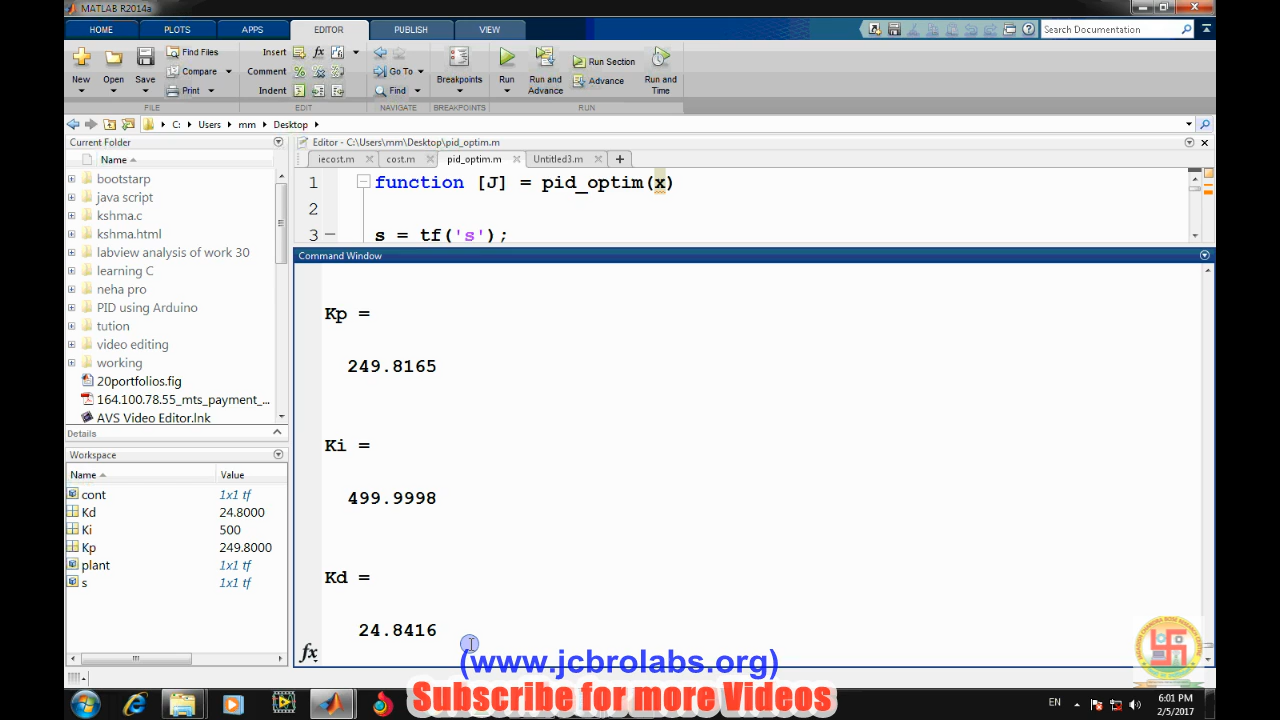 MATLAB R2014a
HOME PLOTS APPS EDITOR PUBLISH VIEW Search Documentation
New Open Save Find Files Compare Print Insert Comment Indent fx Go To Find Breakpoints Run Run and Advance Run Section Advance Run and Time
FILE EDIT NAVIGATE BREAKPOINTS RUN
C: Users mm Desktop
Current Folder
Name
bootstarp
java script
kshma.c
kshma.html
labview analysis of work 30
learning C
neha pro
PID using Arduino
tution
video editing
working
20portfolios.fig
164.100.78.55_mts_payment_...
AVS Video Editor.lnk
Details
Workspace
Name Value
cont 1x1 tf
Kd 24.8000
Ki 500
Kp 249.8000
plant 1x1 tf
s 1x1 tf
Editor - C:\Users\mm\Desktop\pid_optim.m
iecost.m cost.m pid_optim.m Untitled3.m
1 function [J] = pid_optim(x)
2
3 s = tf('s');
Command Window
Kp =
249.8165
Ki =
499.9998
Kd =
24.8416
fx
(www.jcbrolabs.org)
Subscribe for more Videos
EN 6:01 PM
2/5/2017